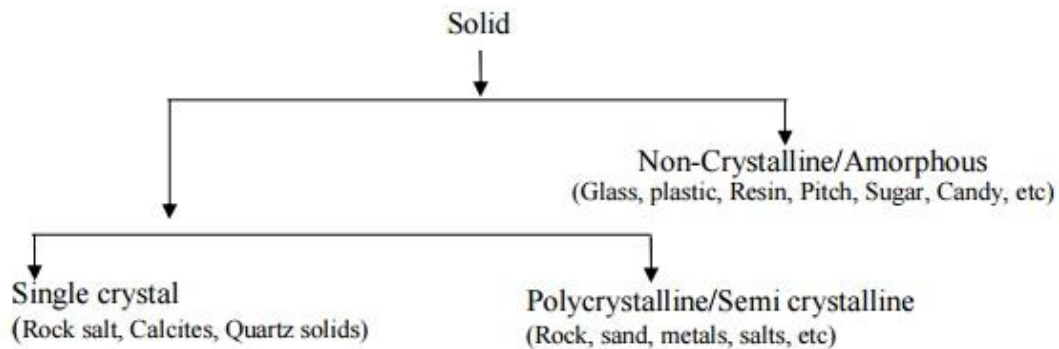 Solid
Non-Crystalline/Amorphous
(Glass, plastic, Resin, Pitch, Sugar, Candy, etc)
Single crystal
(Rock salt, Calcites, Quartz solids)
Polycrystalline/Semi crystalline
(Rock, sand, metals, salts, etc)